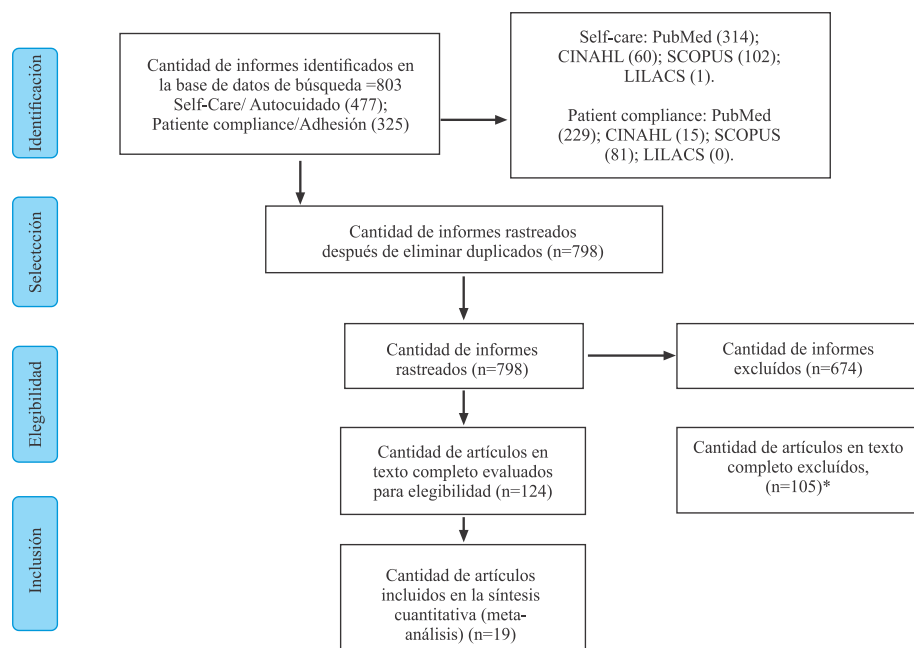 Identificación
Cantidad de informes identificados en
la base de datos de búsqueda =803
Self-Care/ Autocuidado (477);
Patiente compliance/Adhesión (325)
Self-care: PubMed (314);
CINAHL (60); SCOPUS (102);
LILACS (1).
Patient compliance: PubMed
(229); CINAHL (15); SCOPUS
(81); LILACS (0).
Selectcción
Cantidad de informes rastreados
después de eliminar duplicados (n=798)
Elegibilidad
Cantidad de informes
rastreados (n=798)
Cantidad de informes
excluídos (n=674)
Cantidad de artículos en
texto completo evaluados
para elegibilidad (n=124)
Cantidad de artículos en texto
completo excluídos,
(n=105)*
Inclusión
Cantidad de artículos
incluidos en la síntesis
cuantitativa (meta-
análisis) (n=19)